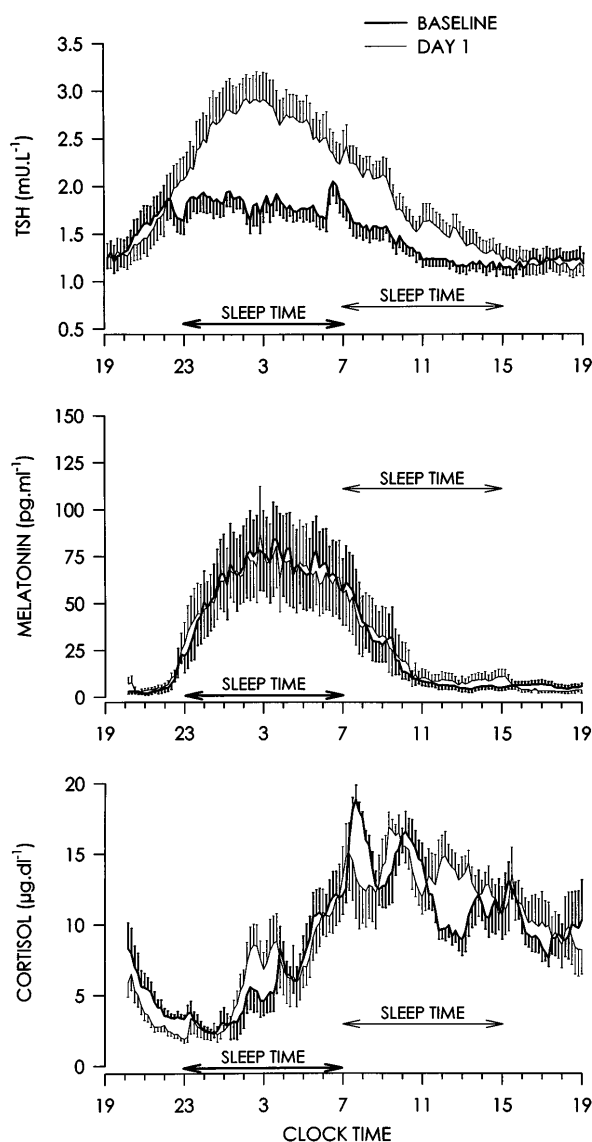 BASELINE
DAY 1
TSH (mU.L⁻¹)
3.5
3.0
2.5
2.0
1.5
1.0
0.5
SLEEP TIME
SLEEP TIME
19 23 3 7 11 15 19
MELATONIN (pg.ml⁻¹)
150
125
100
75
50
25
0
SLEEP TIME
SLEEP TIME
19 23 3 7 11 15 19
CORTISOL (µg.dl⁻¹)
20
15
10
5
0
SLEEP TIME
SLEEP TIME
19 23 3 7 11 15 19
CLOCK TIME